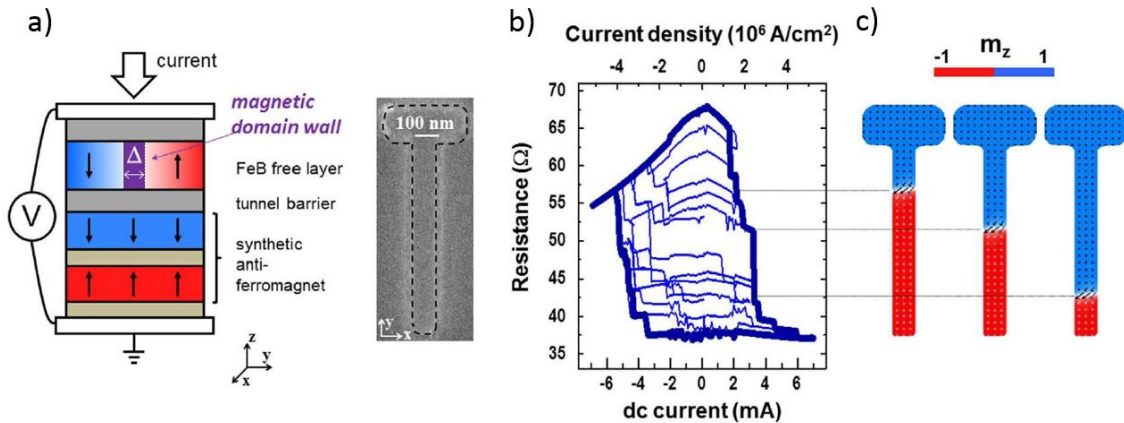 a)
current
magnetic
domain wall
Δ
FeB free layer
tunnel barrier
synthetic
anti-
ferromagnet
V
z
y
x
100 nm
y
x
b)
Current density (10⁶ A/cm²)
-4 -2 0 2 4
70
65
60
55
50
45
40
35
Resistance (Ω)
-6 -4 -2 0 2 4 6
dc current (mA)
c)
m_z
-1 1